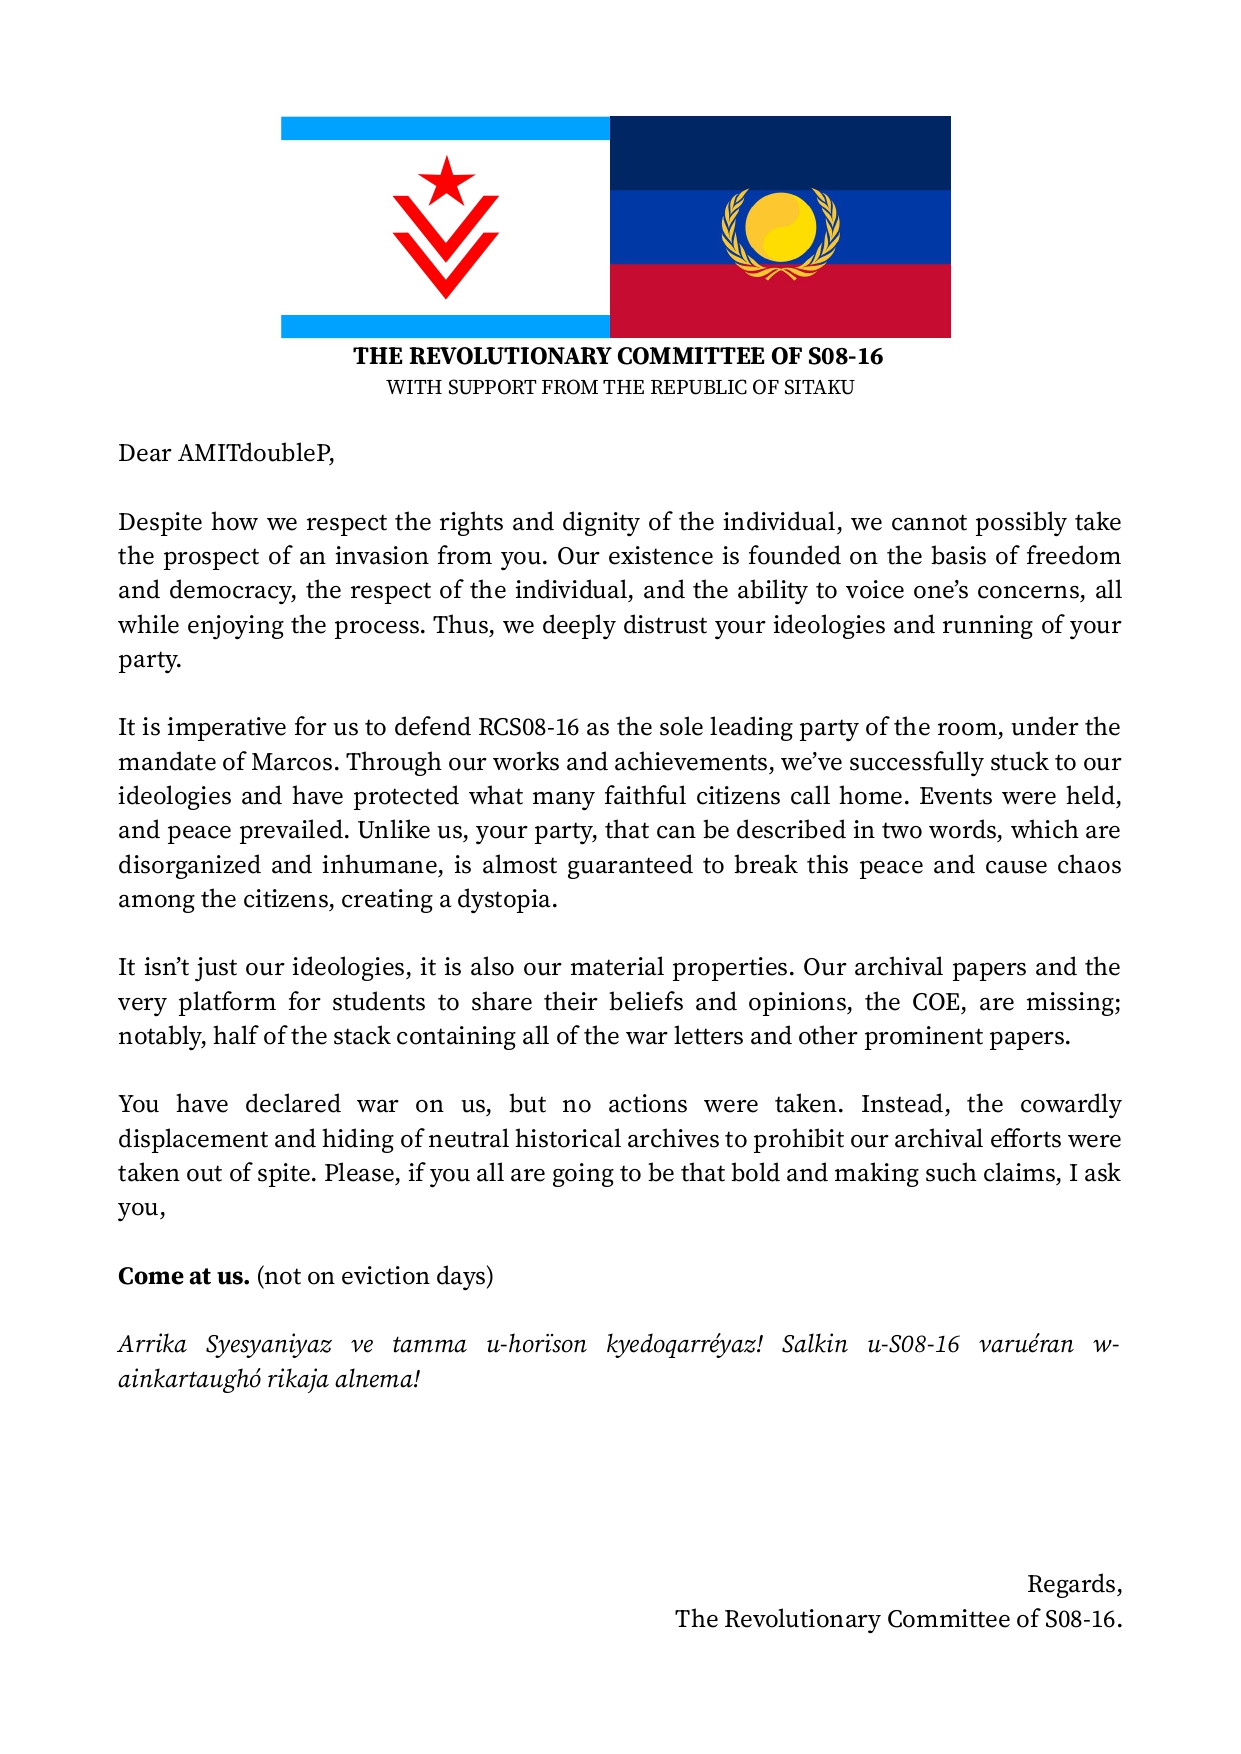 THE REVOLUTIONARY COMMITTEE OF S08-16
WITH SUPPORT FROM THE REPUBLIC OF SITAKU
Dear AMITdoubleP,
Despite how we respect the rights and dignity of the individual, we cannot possibly take
the prospect of an invasion from you. Our existence is founded on the basis of freedom
and democracy, the respect of the individual, and the ability to voice one’s concerns, all
while enjoying the process. Thus, we deeply distrust your ideologies and running of your
party.
It is imperative for us to defend RCS08-16 as the sole leading party of the room, under the
mandate of Marcos. Through our works and achievements, we’ve successfully stuck to our
ideologies and have protected what many faithful citizens call home. Events were held,
and peace prevailed. Unlike us, your party, that can be described in two words, which are
disorganized and inhumane, is almost guaranteed to break this peace and cause chaos
among the citizens, creating a dystopia.
It isn’t just our ideologies, it is also our material properties. Our archival papers and the
very platform for students to share their beliefs and opinions, the COE, are missing;
notably, half of the stack containing all of the war letters and other prominent papers.
You have declared war on us, but no actions were taken. Instead, the cowardly
displacement and hiding of neutral historical archives to prohibit our archival efforts were
taken out of spite. Please, if you all are going to be that bold and making such claims, I ask
you,
Come at us. (not on eviction days)
Arrika Syesyaniyaz ve tamma u-horïson kyedoqarréyaz! Salkin u-S08-16 varuéran w-
ainkartaughó rikaja alnema!
Regards,
The Revolutionary Committee of S08-16.